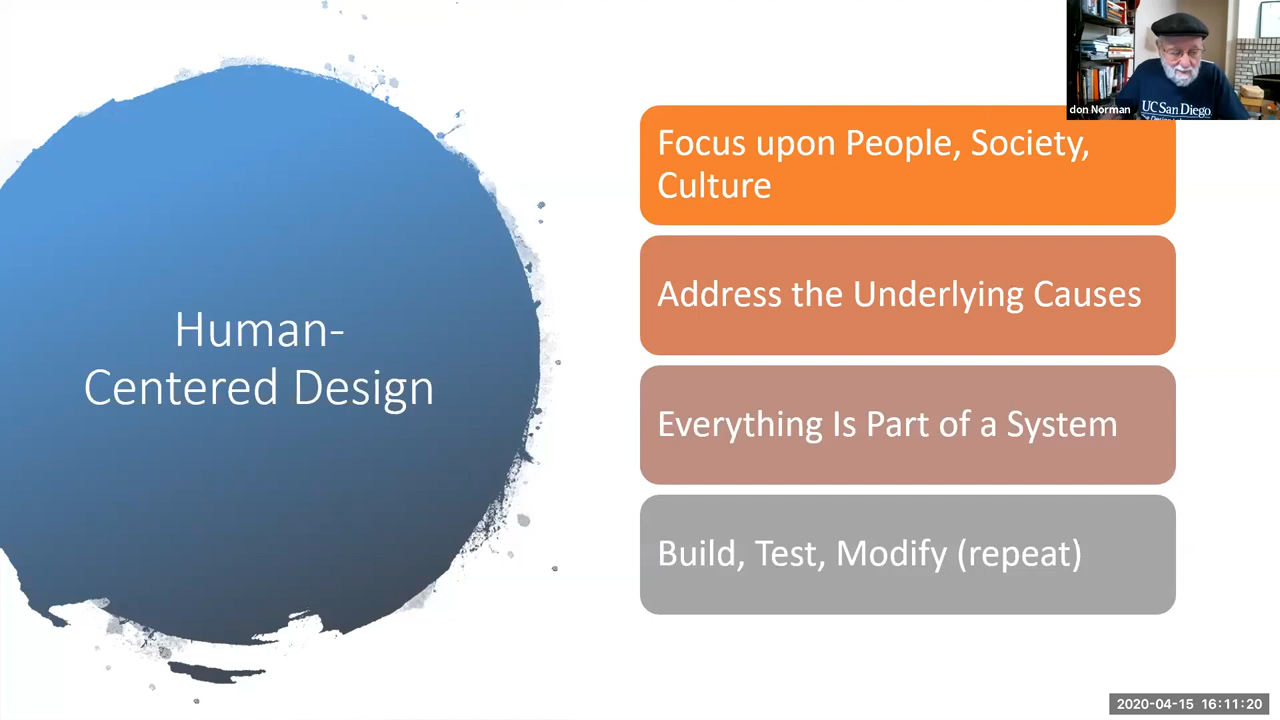 don Norman
UC San Diego
Focus upon People, Society,
Culture
Human-
Centered Design
Address the Underlying Causes
Everything Is Part of a System
Build, Test, Modify (repeat)
2020-04-15 16:11:20